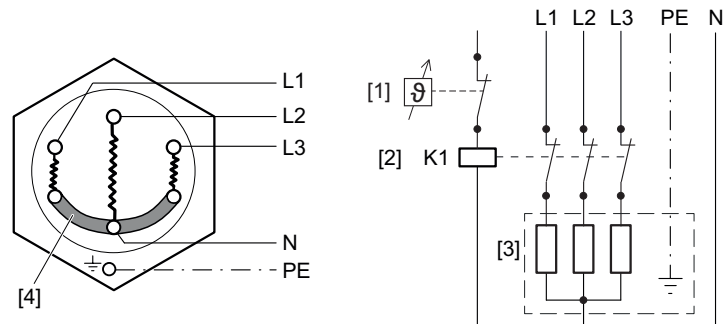 L1
L2
L3
N
PE
[4]
L1 L2 L3 PE N
[1] ϑ
[2] K1
[3]